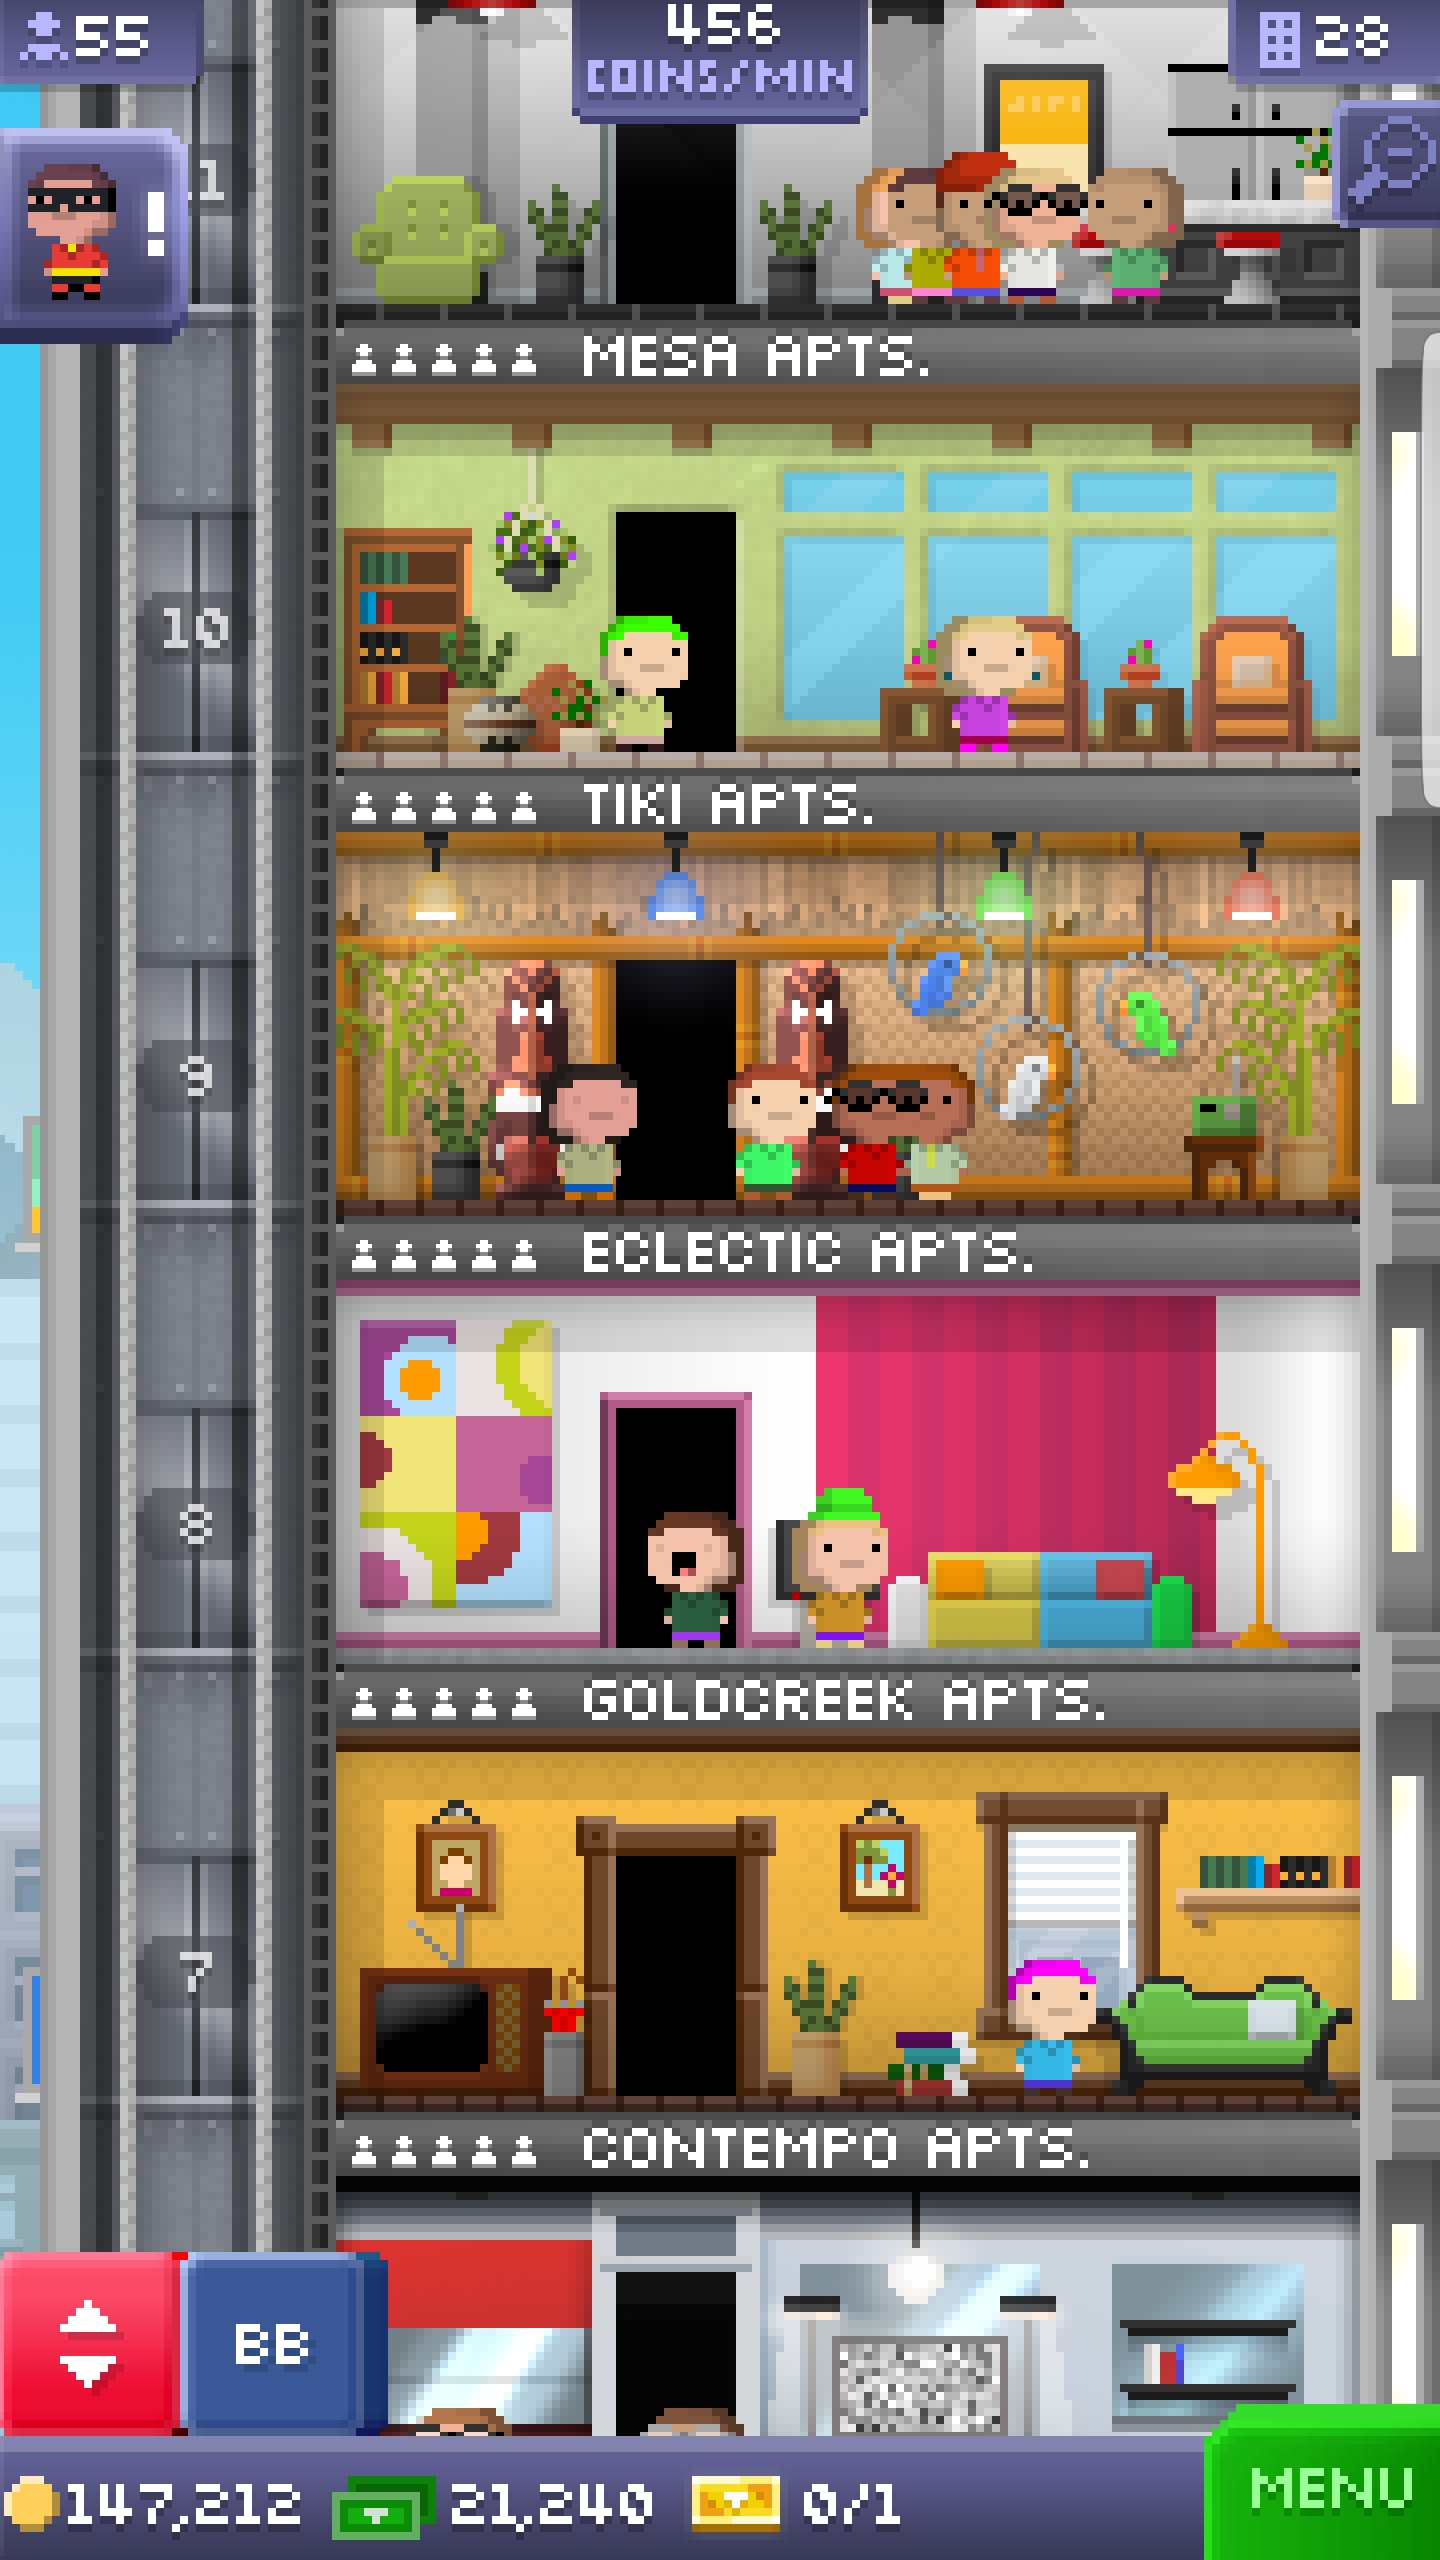 55
456
COINS/MIN
28
!
MESA APTS.
10
TIKI APTS.
9
ECLECTIC APTS.
8
GOLDCREEK APTS.
7
CONTEMPO APTS.
BB
147,212
21,240
0/1
MENU